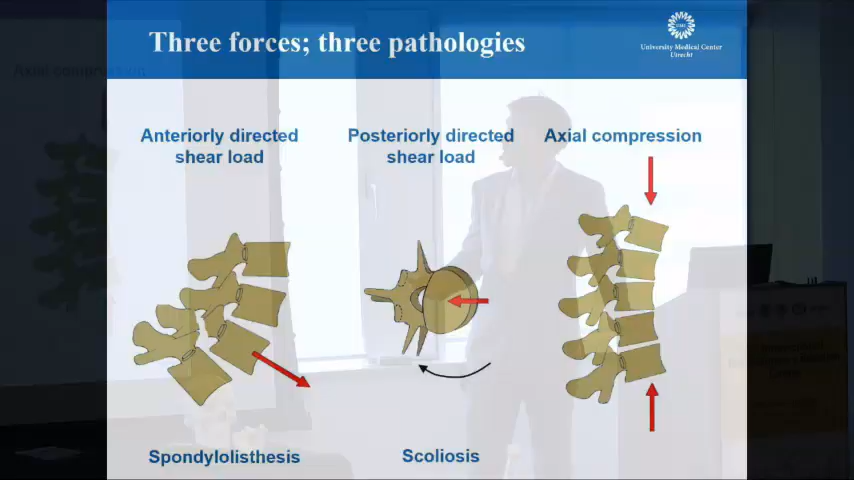 Three forces; three pathologies
University Medical Center
Utrecht
Anteriorly directed
shear load
Posteriorly directed
shear load
Axial compression
Spondylolisthesis
Scoliosis